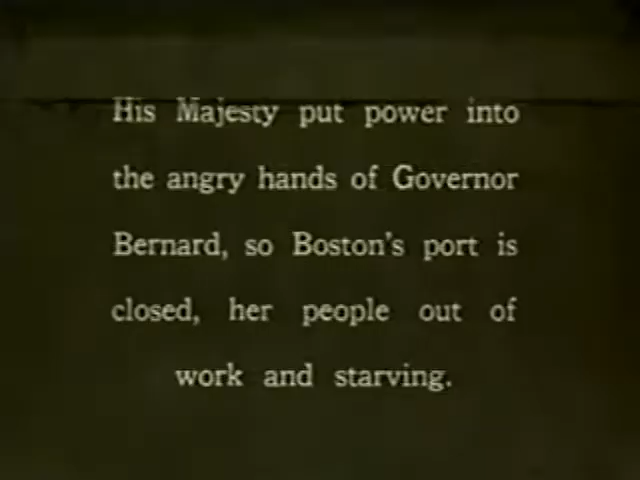 His Majesty put power into
the angry hands of Governor
Bernard, so Boston's port is
closed, her people out of
work and starving.